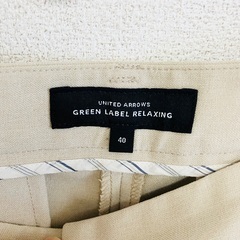 UNITED ARROWS
GREEN LABEL RELAXING
40